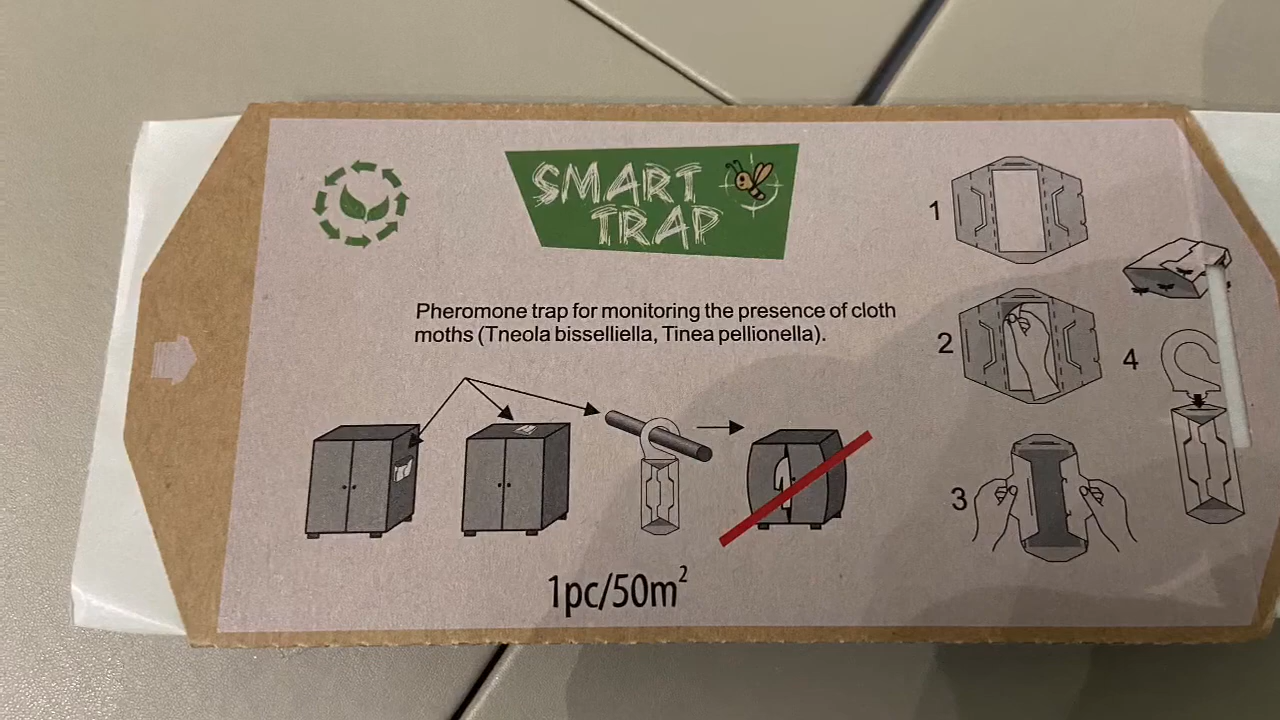 SMART
TRAP
Pheromone trap for monitoring the presence of cloth
moths (Tneola bisselliella, Tinea pellionella).
1pc/50m²
1
2
3
4